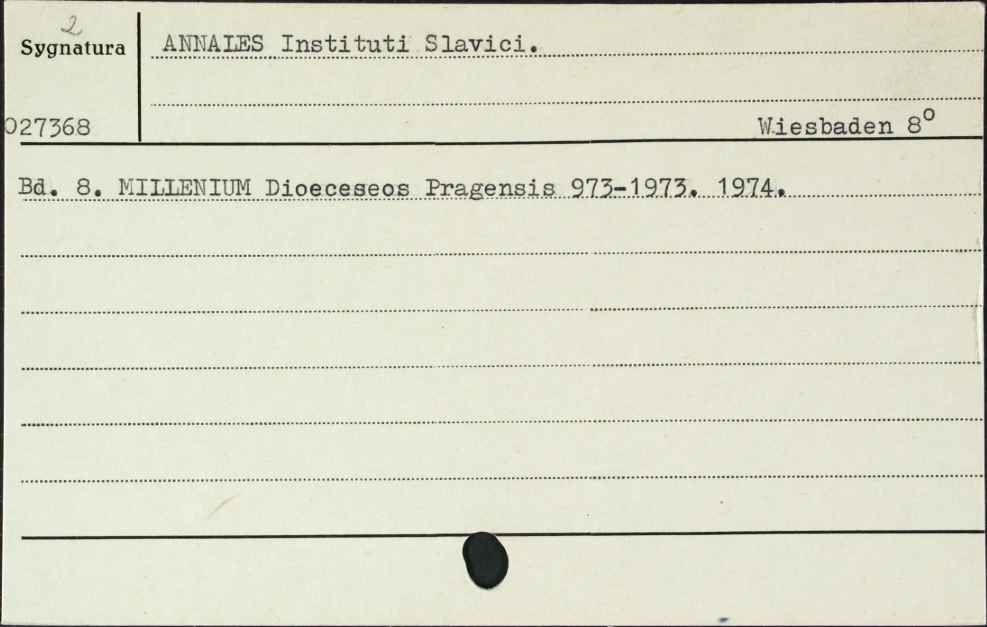 2
Sygnatura
ANNALES Instituti Slavici.
027368
Wiesbaden 8°
Bd. 8. MILLENIUM Dioeceseos Pragensis 973-1973. 1974.